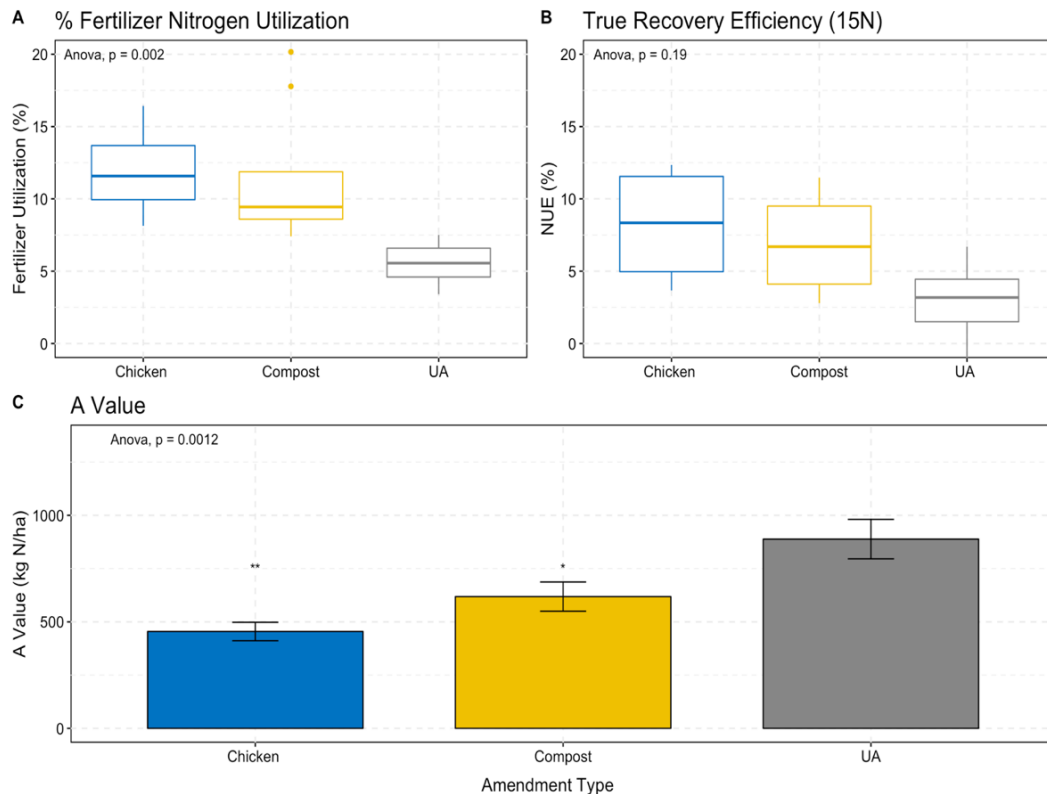 A % Fertilizer Nitrogen Utilization
Anova, p = 0.002
Fertilizer Utilization (%)
20
15
10
5
0
Chicken Compost UA
B True Recovery Efficiency (15N)
Anova, p = 0.19
NUE (%)
20
15
10
5
0
Chicken Compost UA
C A Value
Anova, p = 0.0012
A Value (kg N/ha)
1000
500
0
** *
Chicken Compost UA
Amendment Type